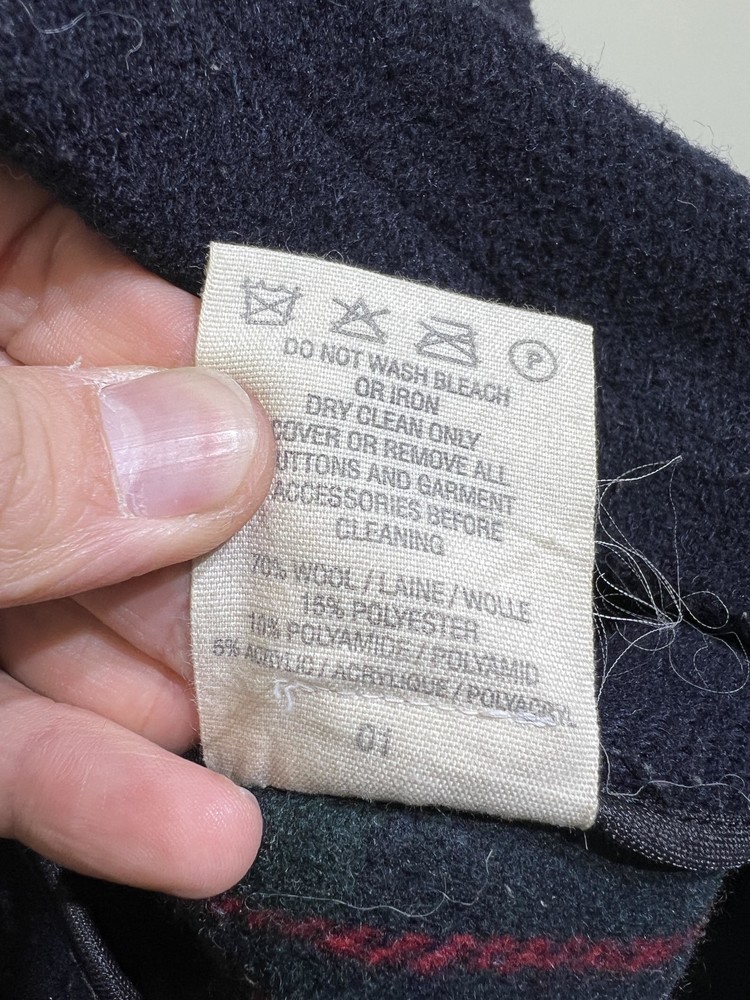 P
DO NOT WASH BLEACH
OR IRON
DRY CLEAN ONLY
COVER OR REMOVE ALL
UTTONS AND GARMENT
ACCESSORIES BEFORE
CLEANING
70% WOOL / LAINE / WOLLE
15% POLYESTER
10% POLYAMIDE / POLYAMID
5% ACRYLIC / ACRYLIQUE / POLYACRYL
01